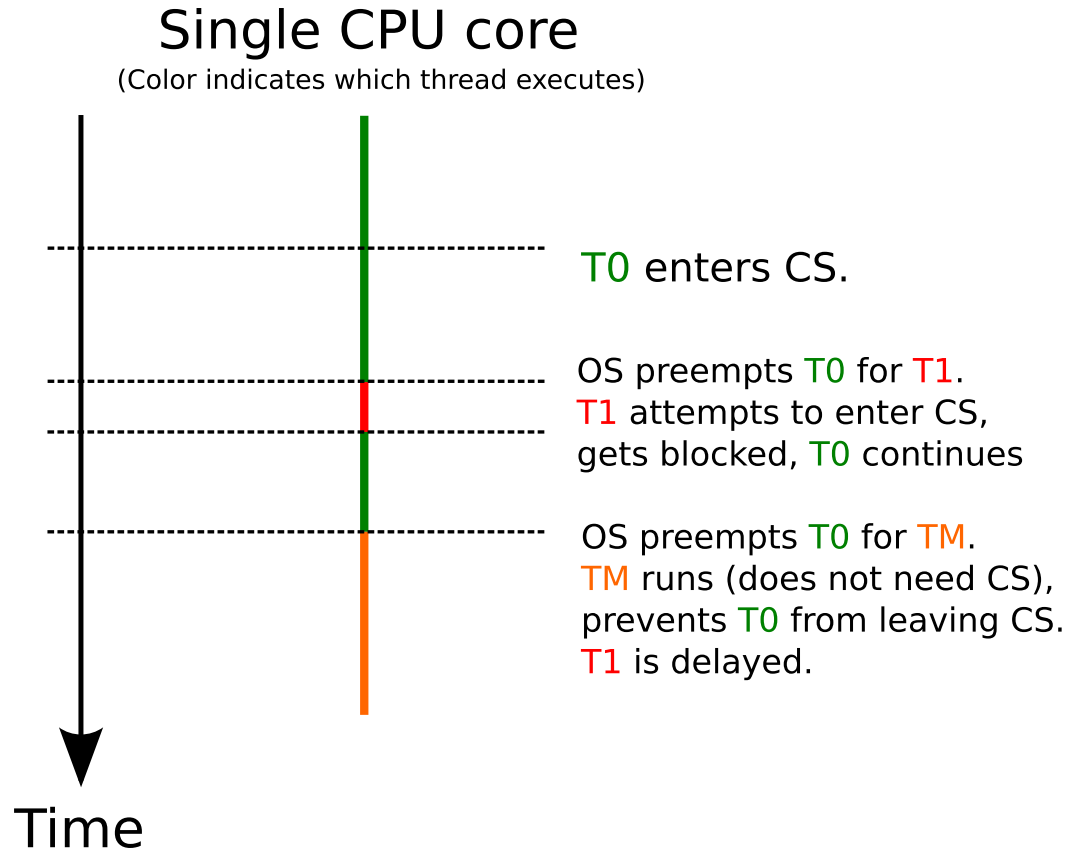 Single CPU core
(Color indicates which thread executes)
T0 enters CS.
OS preempts T0 for T1.
T1 attempts to enter CS,
gets blocked, T0 continues
OS preempts T0 for TM.
TM runs (does not need CS),
prevents T0 from leaving CS.
T1 is delayed.
Time